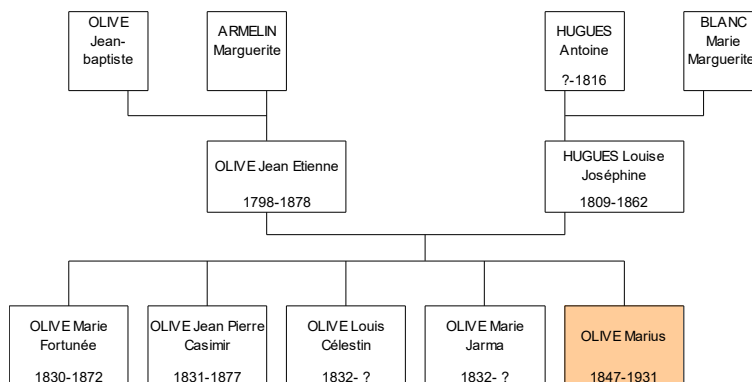 OLIVE
Jean-
baptiste
ARMELIN
Marguerite
HUGUES
Antoine
?-1816
BLANC
Marie
Marguerite
OLIVE Jean Etienne
1798-1878
HUGUES Louise
Joséphine
1809-1862
OLIVE Marie
Fortunée
1830-1872
OLIVE Jean Pierre
Casimir
1831-1877
OLIVE Louis
Célestin
1832- ?
OLIVE Marie
Jarma
1832- ?
OLIVE Marius
1847-1931